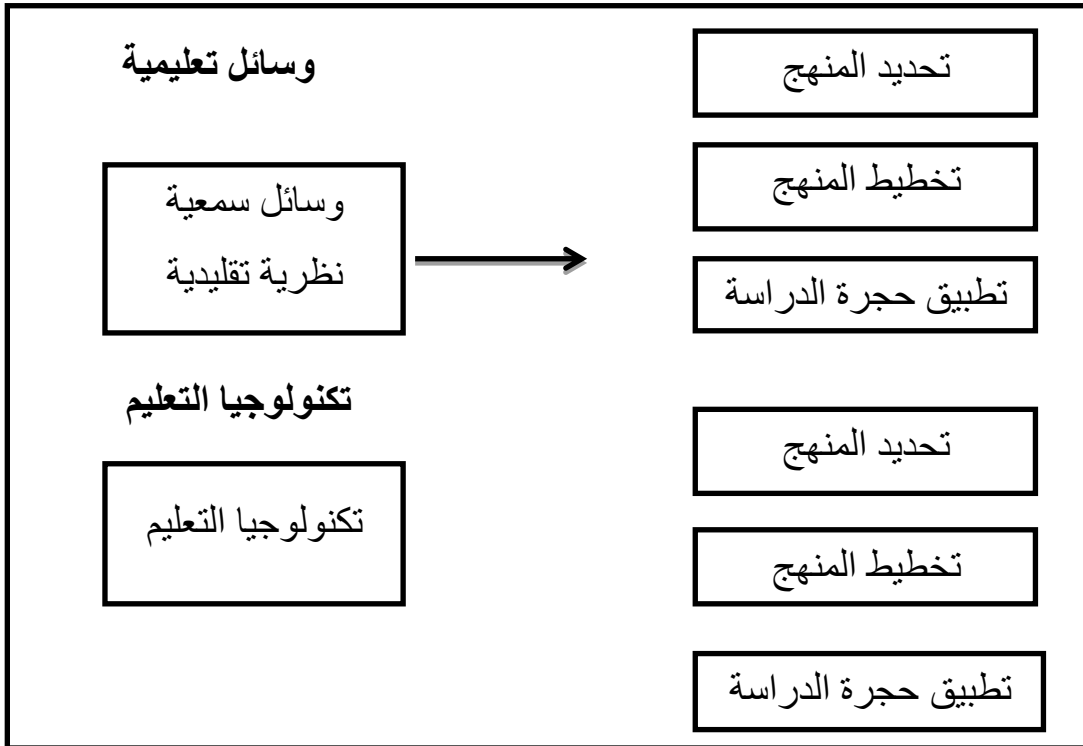 وسائل تعليمية
تحديد المنهج
وسائل سمعية
نظرية تقليدية
تخطيط المنهج
تطبيق حجرة الدراسة
تكنولوجيا التعليم
تحديد المنهج
تكنولوجيا التعليم
تخطيط المنهج
تطبيق حجرة الدراسة